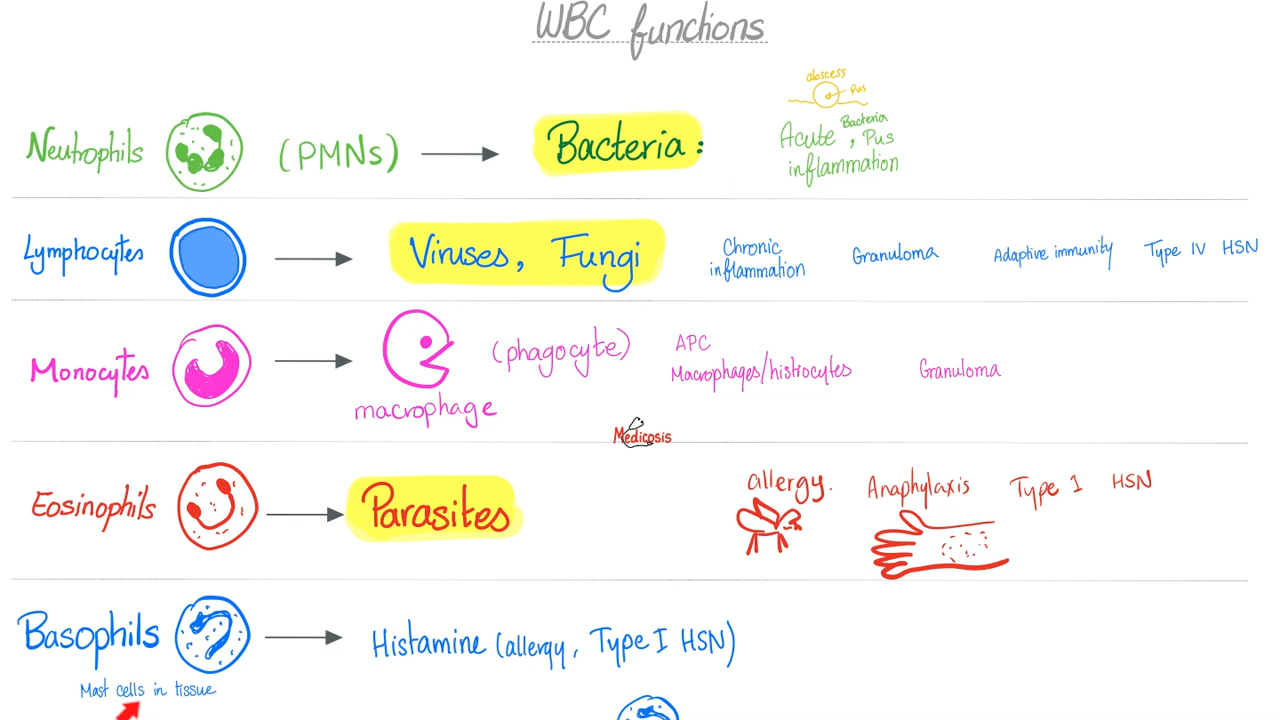 WBC functions
abscess
Pus
Neutrophils (PMNs) Bacteria:
Acute Bacteria , Pus
inflammation
Lymphocytes Viruses, Fungi
Chronic
inflammation
Granuloma
Adaptive immunity
Type IV HSN
Monocytes
macrophage
(phagocyte)
APC
Macrophages/histiocytes
Granuloma
Medicosis
Eosinophils Parasites
allergy. Anaphylaxis Type I HSN
Basophils
Mast cells in tissue
Histamine (allergy, Type I HSN)